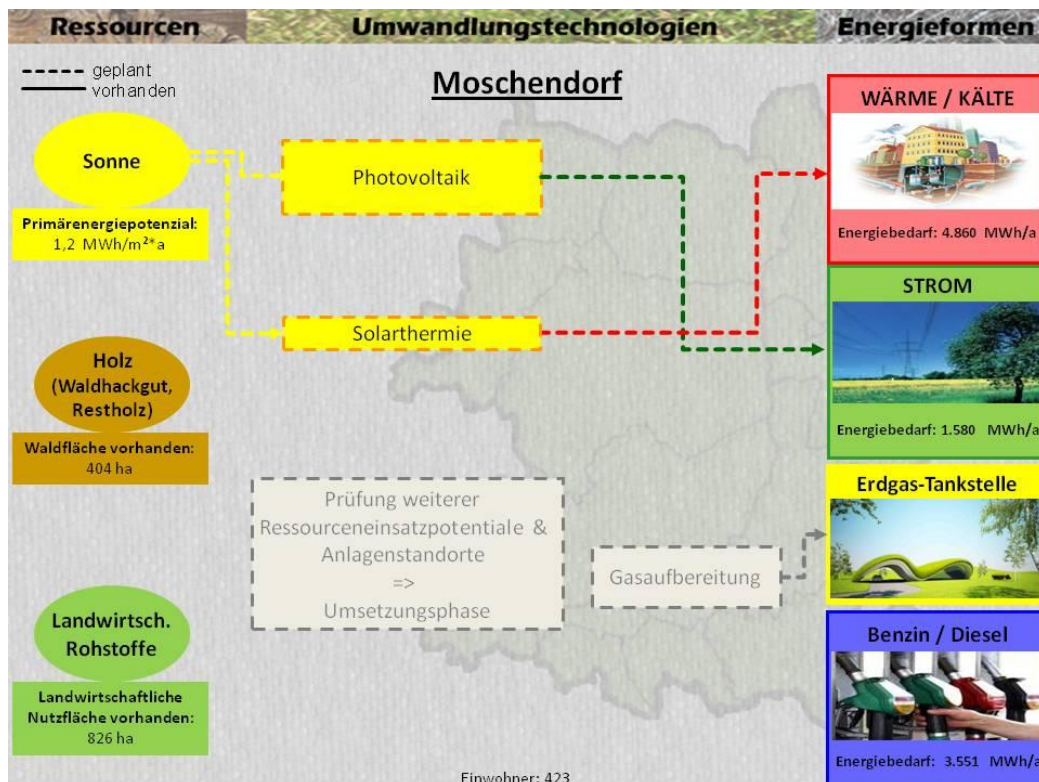 Ressourcen
Umwandlungstechnologien
Energieformen
geplant
vorhanden
Moschendorf
Sonne
Primärenergiepotenzial:
1,2 MWh/m²*a
Holz
(Waldhackgut,
Restholz)
Waldfläche vorhanden:
404 ha
Landwirtsch.
Rohstoffe
Landwirtschaftliche
Nutzfläche vorhanden:
826 ha
Photovoltaik
Solarthermie
Prüfung weiterer
Ressourceneinsatzpotentiale &
Anlagenstandorte
=>
Umsetzungsphase
Gasaufbereitung
WÄRME / KÄLTE
Energiebedarf: 4.860 MWh/a
STROM
Energiebedarf: 1.580 MWh/a
Erdgas-Tankstelle
Benzin / Diesel
Energiebedarf: 3.551 MWh/a
Einwohner: 423